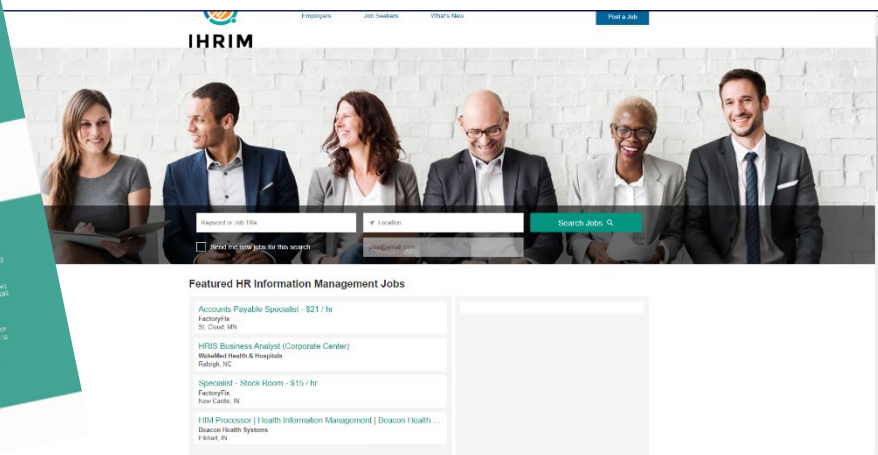 Employers Job Seekers What's New Post a Job
IHRIM
Keyword or Job Title Location Search Jobs
Send me new jobs for this search
Featured HR Information Management Jobs
Accounts Payable Specialist - $21 / hr
FactoryFix
St. Cloud, MN
HRIS Business Analyst (Corporate Center)
WakeMed Health & Hospitals
Raleigh, NC
Specialist - Stock Room - $15 / hr
FactoryFix
New Castle, IN
HIM Processor | Health Information Management | Beacon Health ...
Beacon Health Systems
Elkhart, IN